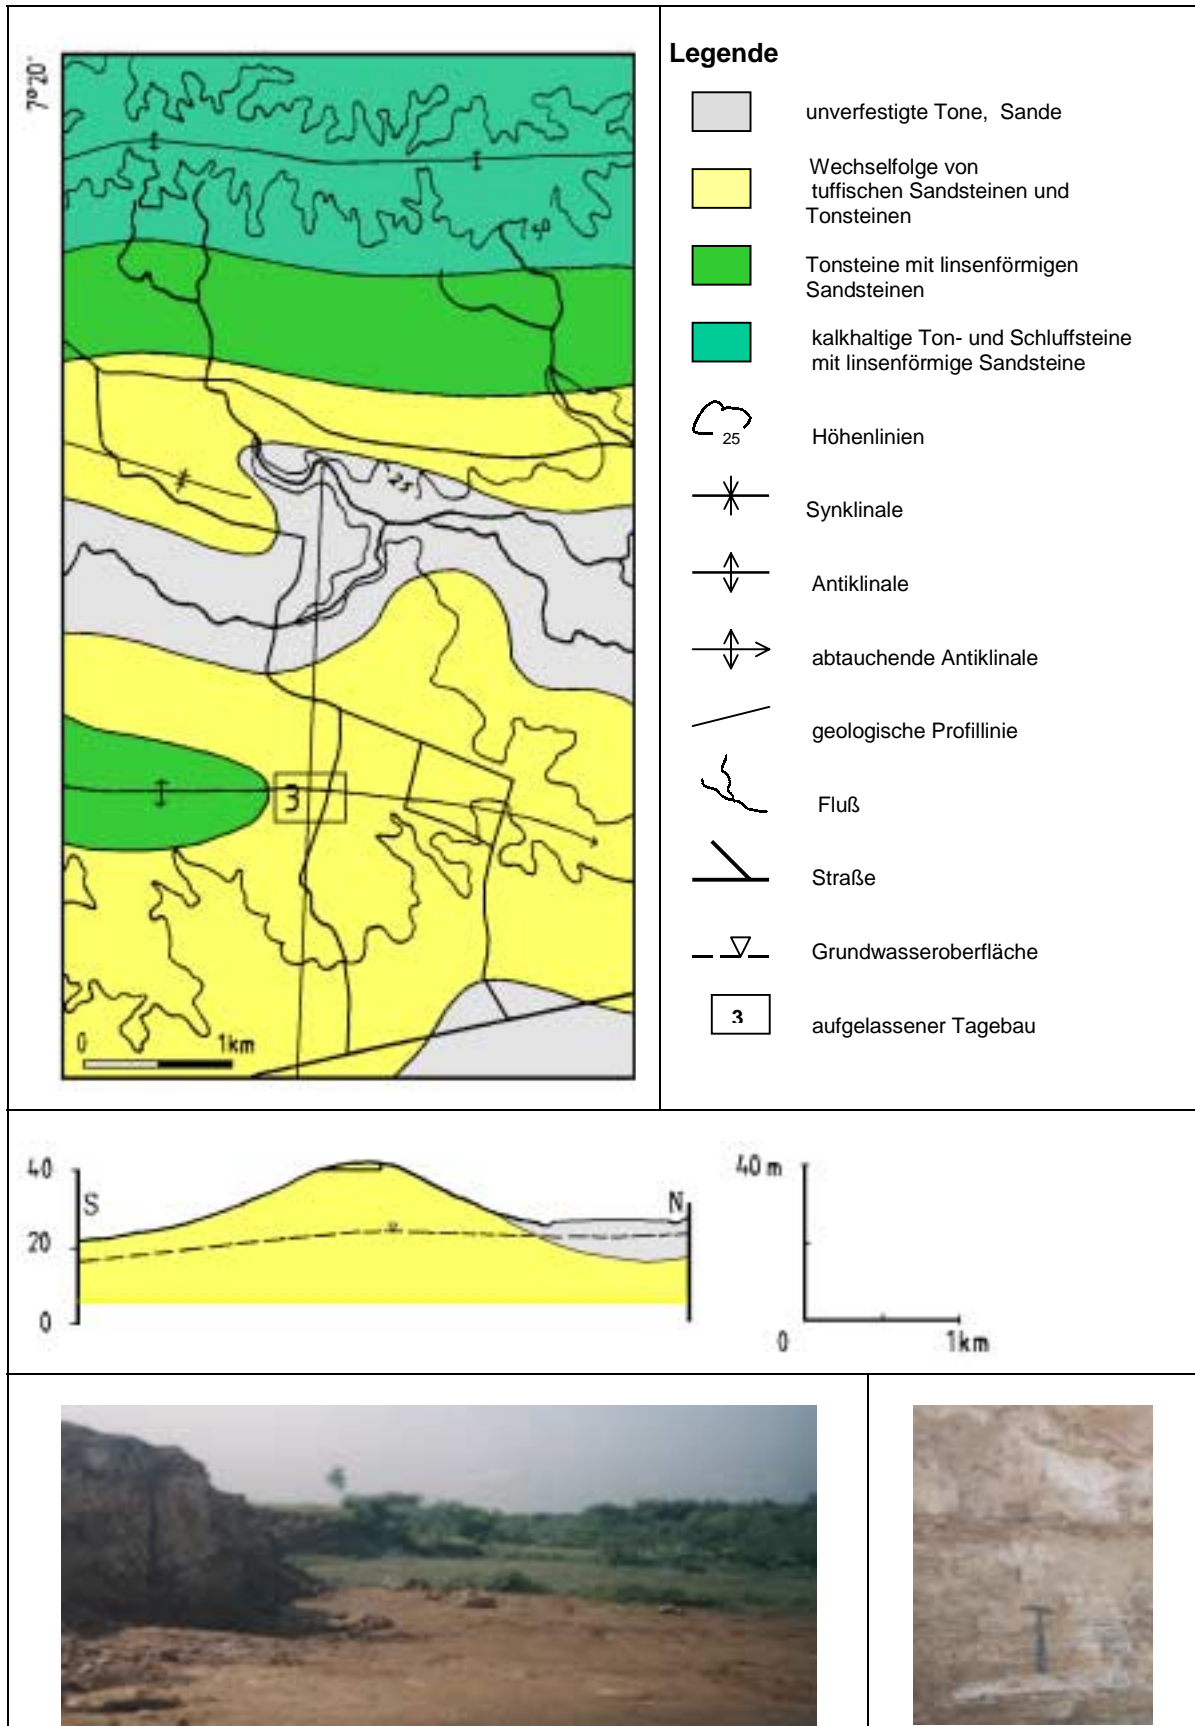 7°20'
40
25
3
0
1km
Legende
unverfestigte Tone, Sande
Wechselfolge von
tuffischen Sandsteinen und
Tonsteinen
Tonsteine mit linsenförmigen
Sandsteinen
kalkhaltige Ton- und Schluffsteine
mit linsenförmige Sandsteine
25
Höhenlinien
Synklinale
Antiklinale
abtauchende Antiklinale
geologische Profillinie
Fluß
Straße
Grundwasseroberfläche
3
aufgelassener Tagebau
40
S
N
20
0
40 m
0
1km